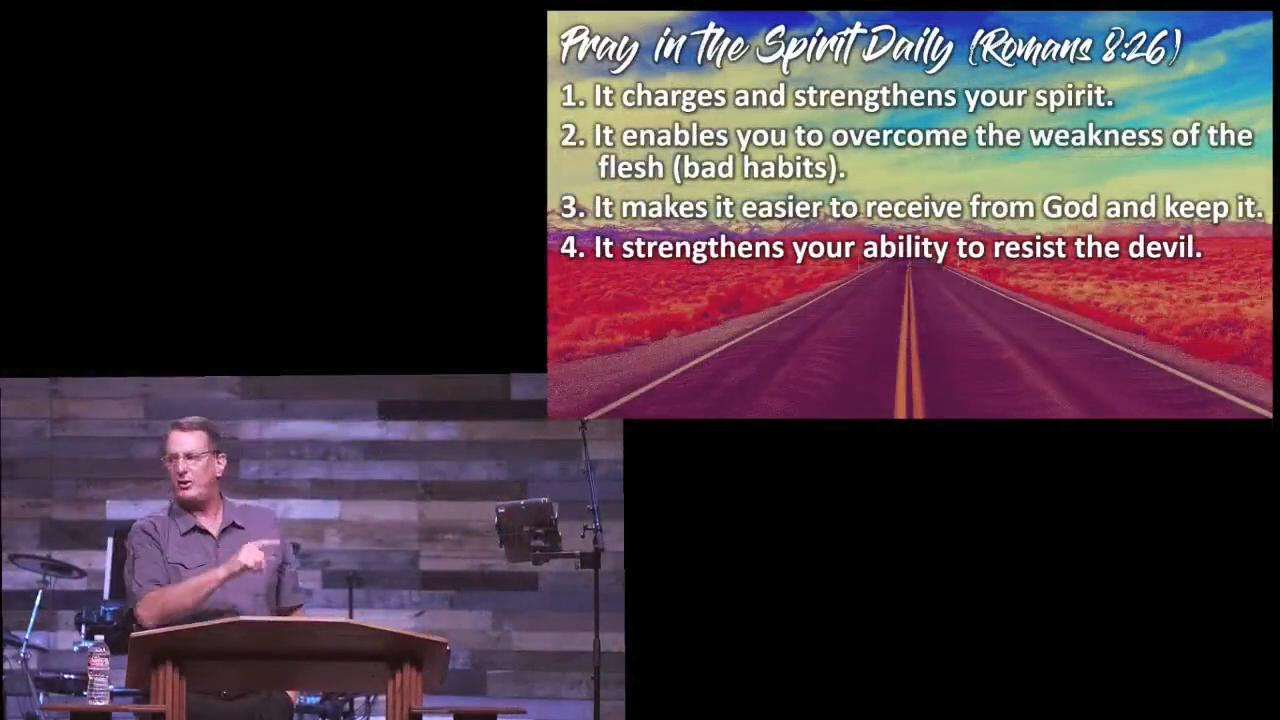 Pray in the Spirit Daily (Romans 8:26)
1. It charges and strengthens your spirit.
2. It enables you to overcome the weakness of the
flesh (bad habits).
3. It makes it easier to receive from God and keep it.
4. It strengthens your ability to resist the devil.